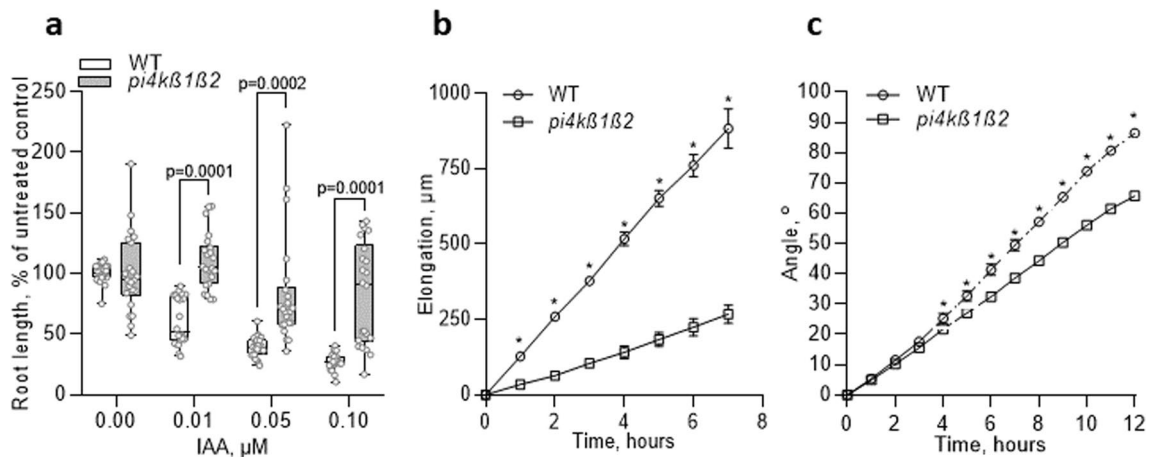 a
WT
pi4kß1ß2
p=0.0002
p=0.0001
p=0.0001
Root length, % of untreated control
250
200
150
100
50
0
0.00 0.01 0.05 0.10
IAA, µM
b
WT
pi4kß1ß2
Elongation, µm
1000
750
500
250
0
* * * * * * *
0 2 4 6 8
Time, hours
c
WT
pi4kß1ß2
Angle, °
100
90
80
70
60
50
40
30
20
10
0
* * * * * * * * *
0 2 4 6 8 10 12
Time, hours